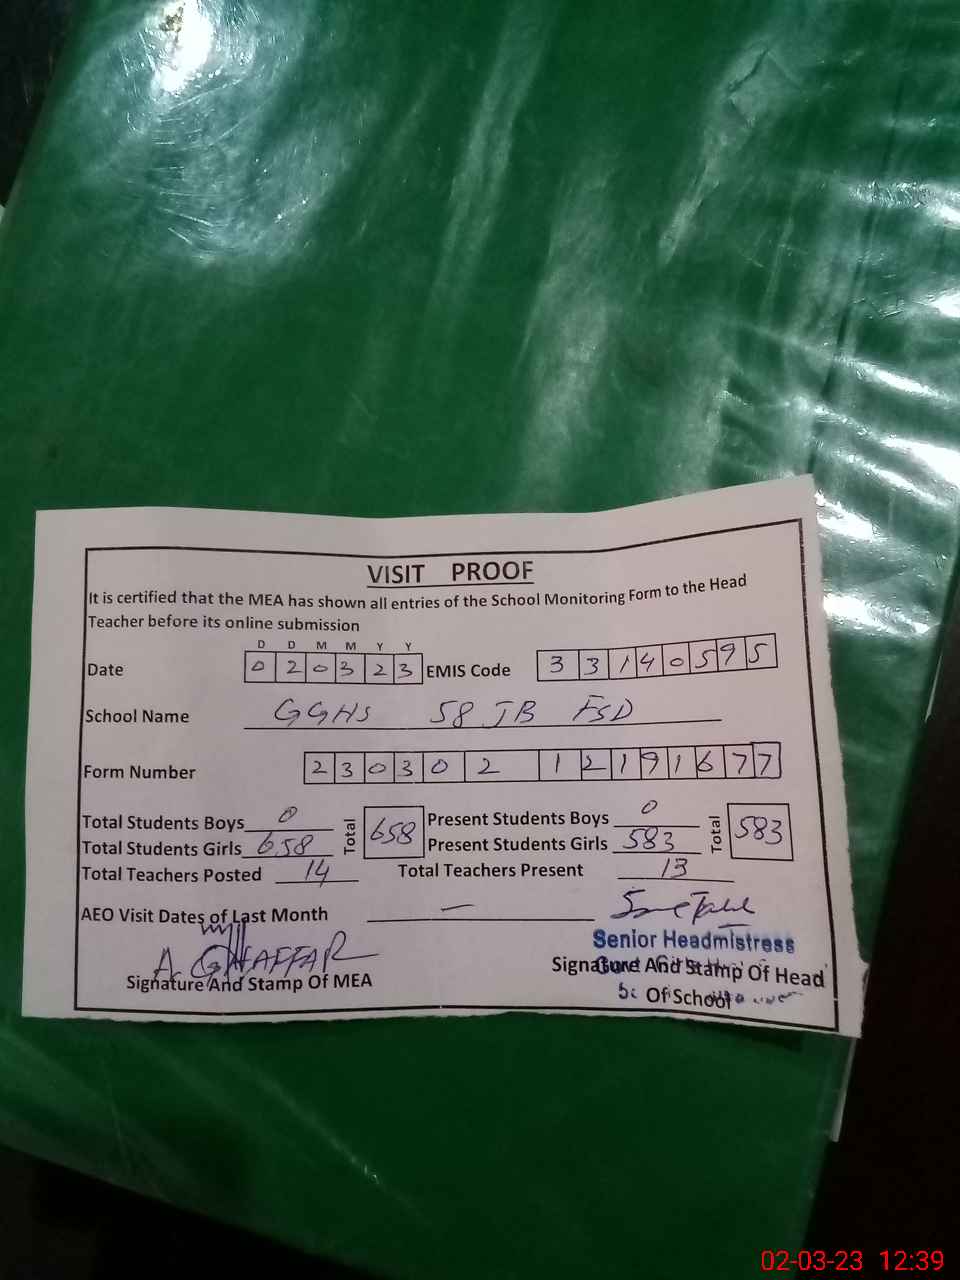 VISIT PROOF
It is certified that the MEA has shown all entries of the School Monitoring Form to the Head
Teacher before its online submission
D D M M Y Y
Date 0 2 0 3 2 3 EMIS Code 3 3 1 4 0 5 9 5
School Name GGHS 58 JB FSD
Form Number 2 3 0 3 0 2 1 2 1 9 1 6 7 7
Total Students Boys 0 Total 658 Present Students Boys 0 Total 583
Total Students Girls 658 Present Students Girls 583
Total Teachers Posted 14 Total Teachers Present 13
AEO Visit Dates of Last Month —
Senior Headmistress
A. GHAFFAR
Signature And Stamp Of MEA Signature And Stamp Of Head
Of School
02-03-23 12:39